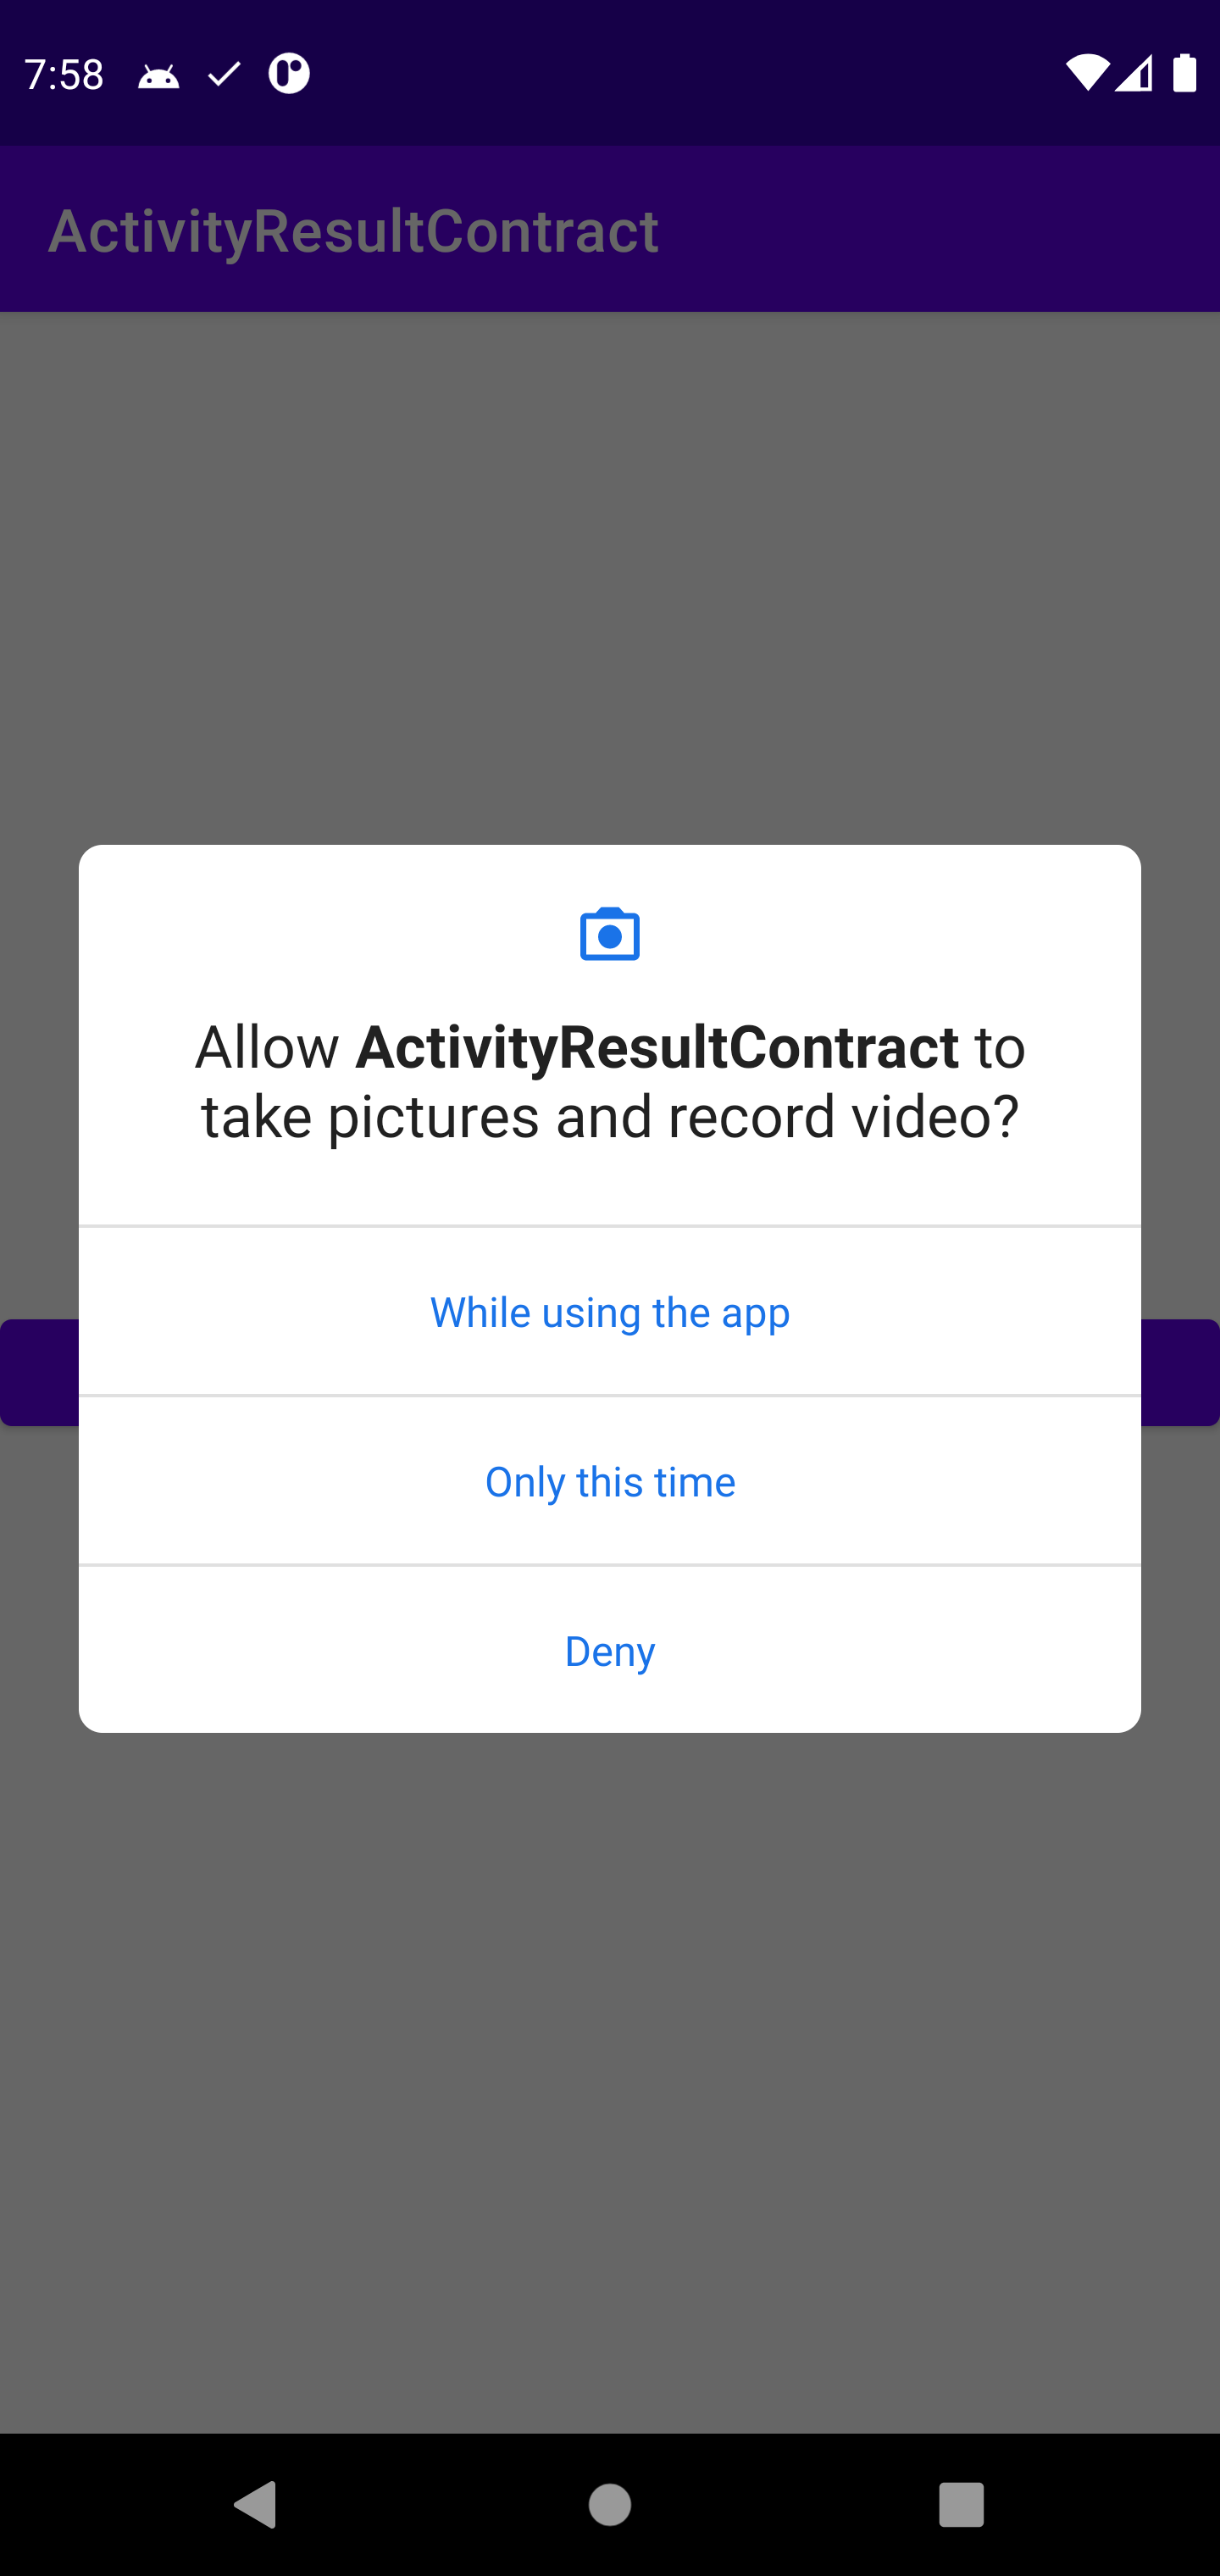 7:58
ActivityResultContract
Allow ActivityResultContract to
take pictures and record video?
While using the app
Only this time
Deny